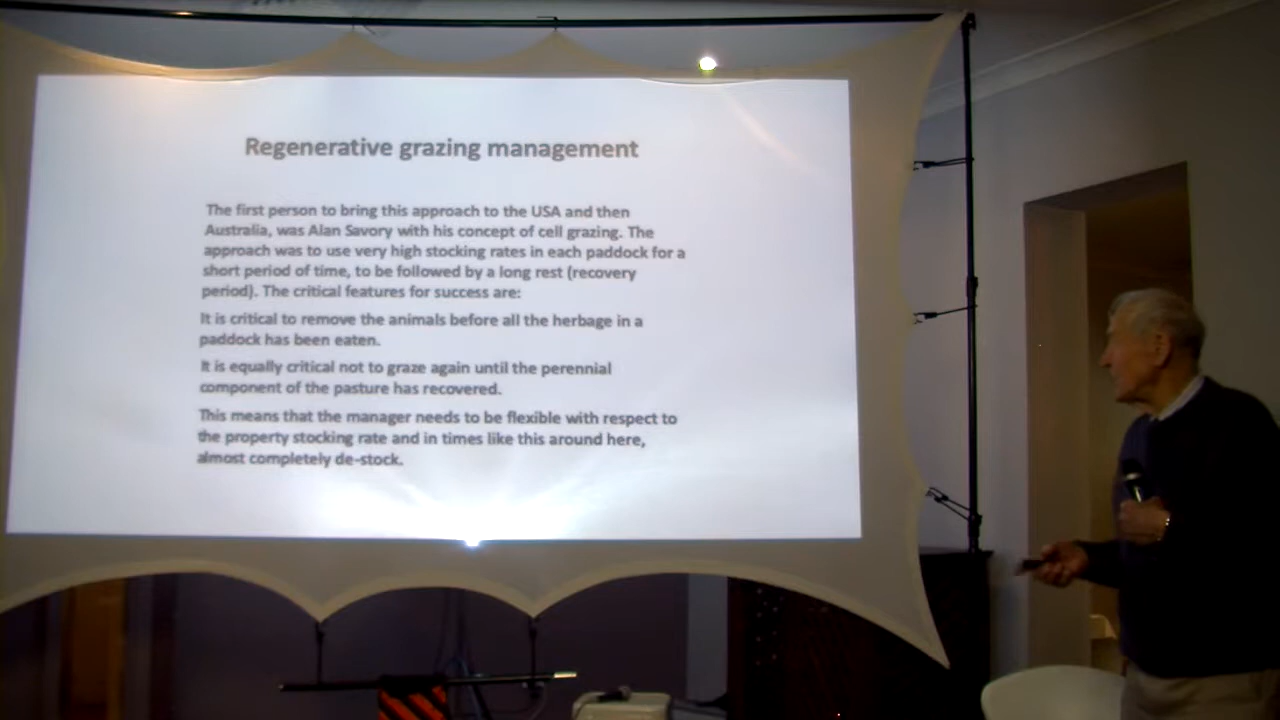 Regenerative grazing management
The first person to bring this approach to the USA and then
Australia, was Alan Savory with his concept of cell grazing. The
approach was to use very high stocking rates in each paddock for a
short period of time, to be followed by a long rest (recovery
period). The critical features for success are:
It is critical to remove the animals before all the herbage in a
paddock has been eaten.
It is equally critical not to graze again until the perennial
component of the pasture has recovered.
This means that the manager needs to be flexible with respect to
the property stocking rate and in times like this around here,
almost completely de-stock.